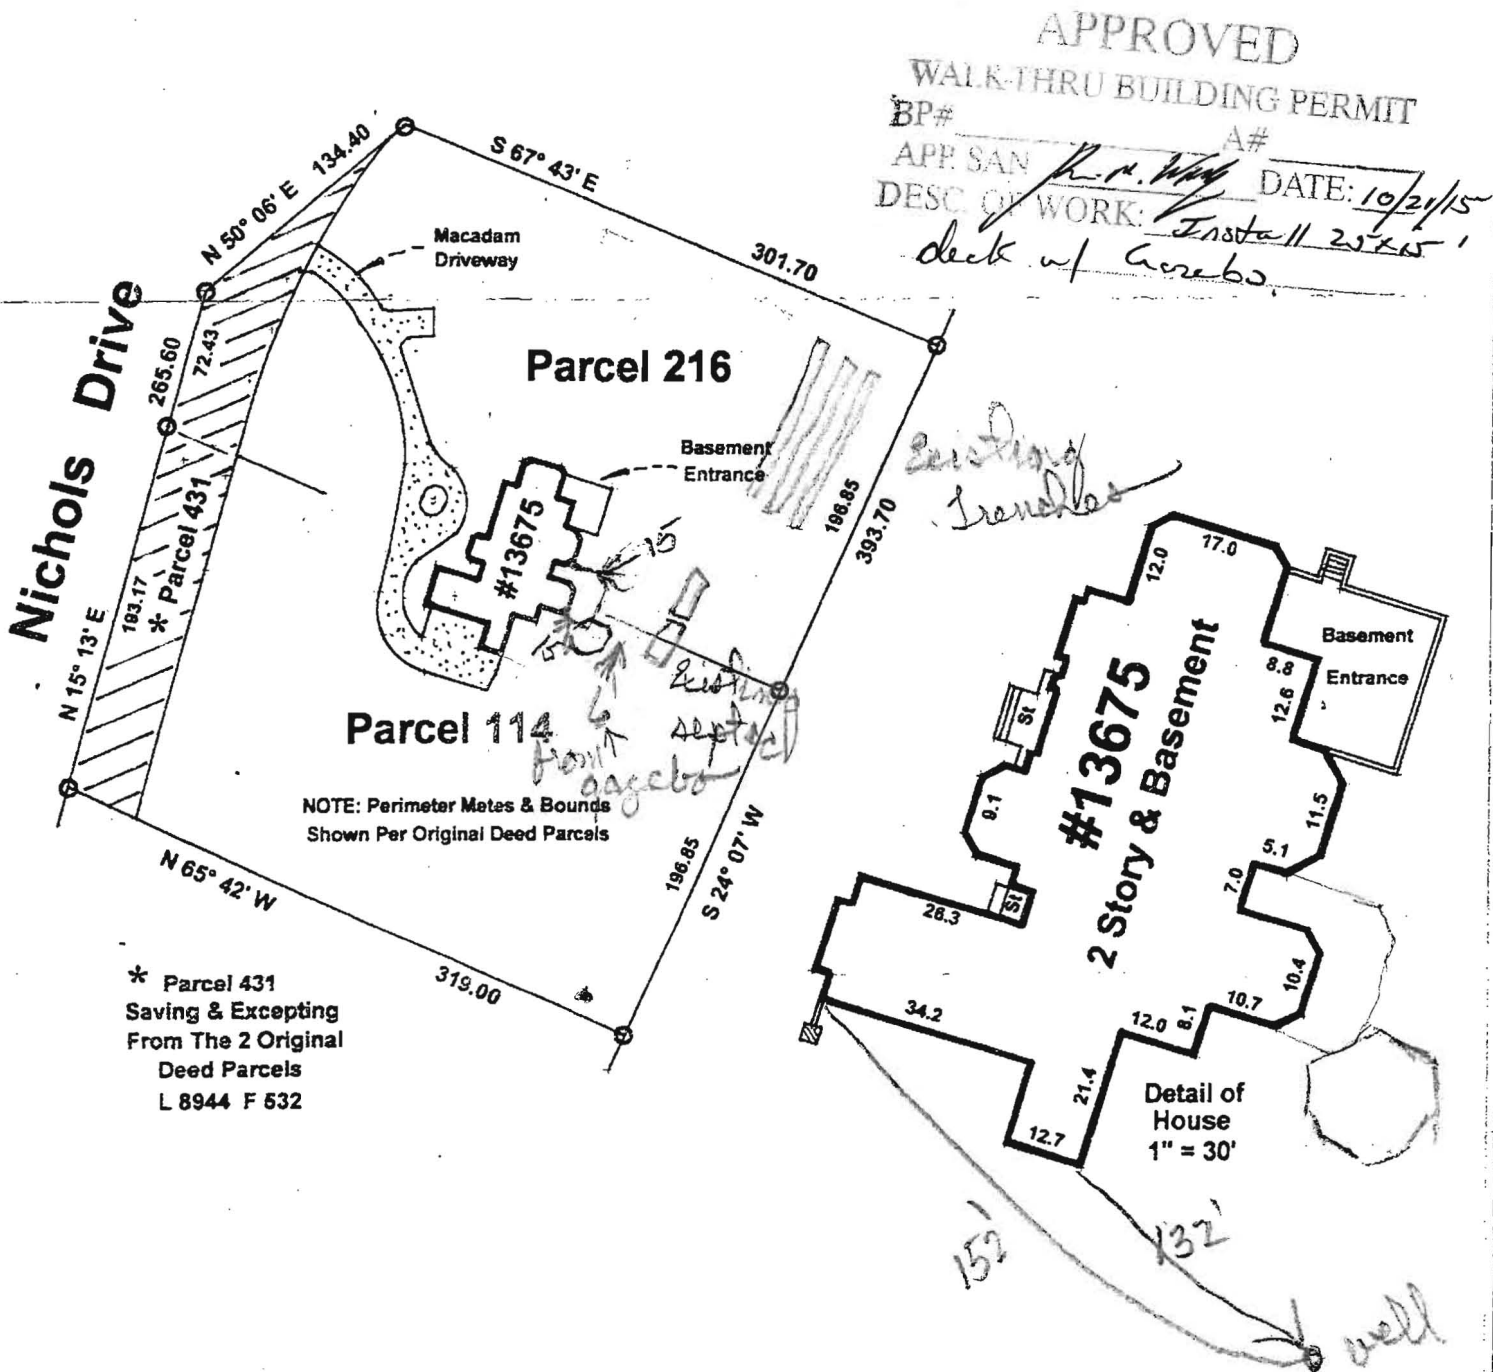 APPROVED
WALK-THRU BUILDING PERMIT
BP# A#
APP. SAN DATE: 10/21/15
DESC. OF WORK: Install 25x15'
deck w/ Gazebo.
134.40
N 50° 06' E
S 67° 43' E
301.70
Macadam
Driveway
Nichols Drive
265.60
72.43
Parcel 216
Basement
Entrance
196.85
393.70
Existing
Trenches
* Parcel 431
193.17
N 15° 13' E
#13675
15'
Existing
septic
Parcel 114
from
gazebo
NOTE: Perimeter Metes & Bounds
Shown Per Original Deed Parcels
196.85
S 24° 07' W
N 65° 42' W
319.00
* Parcel 431
Saving & Excepting
From The 2 Original
Deed Parcels
L 8944 F 532
17.0
12.0
Basement
Entrance
8.8
12.6
St
#13675
2 Story & Basement
9.1
11.5
5.1
7.0
St
26.3
10.4
10.7
34.2
12.0
8.1
21.4
12.7
Detail of
House
1" = 30'
152'
132'
well